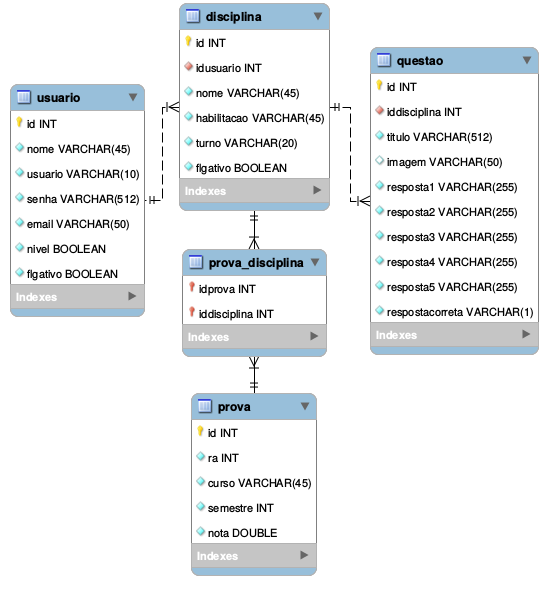 disciplina
id INT
idusuario INT
nome VARCHAR(45)
habilitacao VARCHAR(45)
turno VARCHAR(20)
flgativo BOOLEAN
Indexes
usuario
id INT
nome VARCHAR(45)
usuario VARCHAR(10)
senha VARCHAR(512)
email VARCHAR(50)
nivel BOOLEAN
flgativo BOOLEAN
Indexes
questao
id INT
iddisciplina INT
titulo VARCHAR(512)
imagem VARCHAR(50)
resposta1 VARCHAR(255)
resposta2 VARCHAR(255)
resposta3 VARCHAR(255)
resposta4 VARCHAR(255)
resposta5 VARCHAR(255)
respostacorreta VARCHAR(1)
Indexes
prova_disciplina
idprova INT
iddisciplina INT
Indexes
prova
id INT
ra INT
curso VARCHAR(45)
semestre INT
nota DOUBLE
Indexes